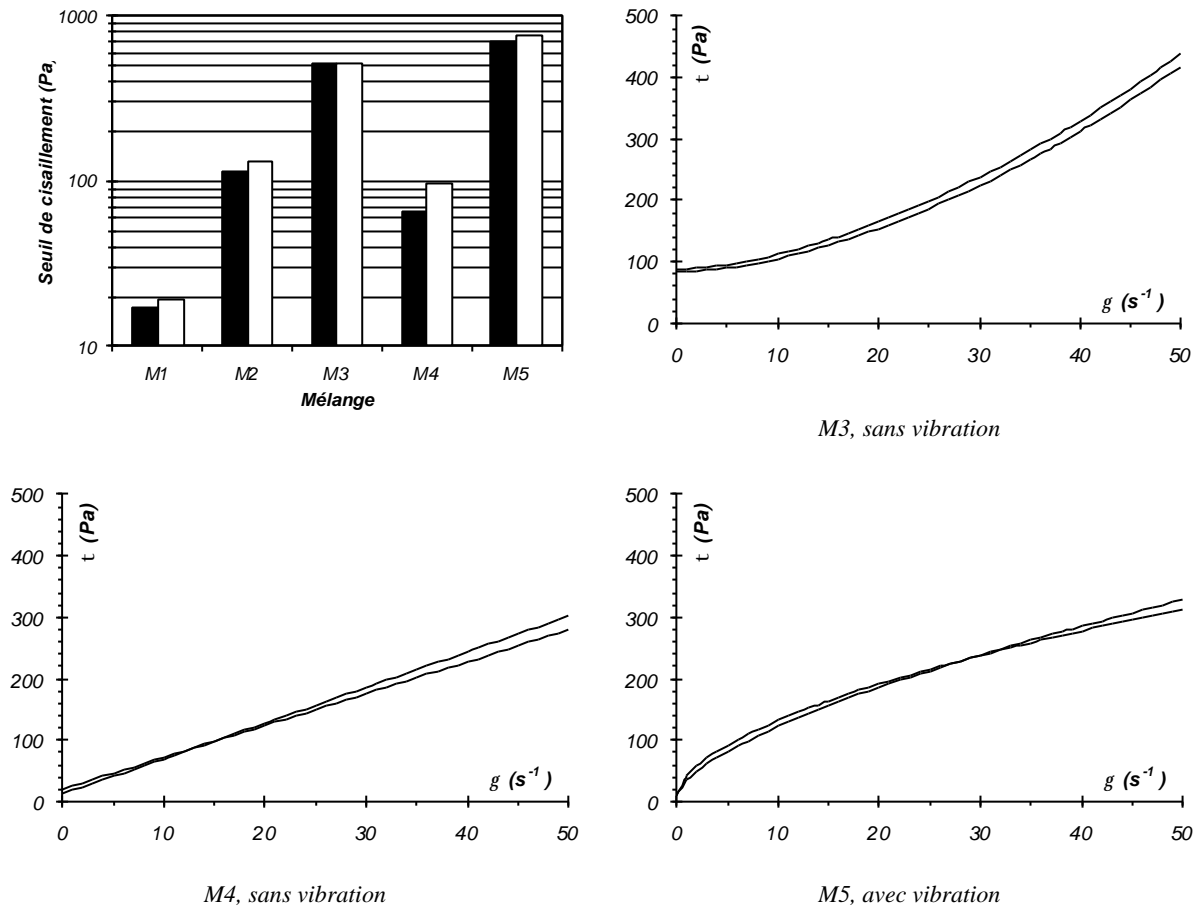 1000
100
10
Seuil de cisaillement (Pa)
M1 M2 M3 M4 M5
Mélange
500
400
300
200
100
0
t (Pa)
g (s-1 )
0 10 20 30 40 50
M3, sans vibration
500
400
300
200
100
0
t (Pa)
g (s-1 )
0 10 20 30 40 50
M4, sans vibration
500
400
300
200
100
0
t (Pa)
g (s-1 )
0 10 20 30 40 50
M5, avec vibration